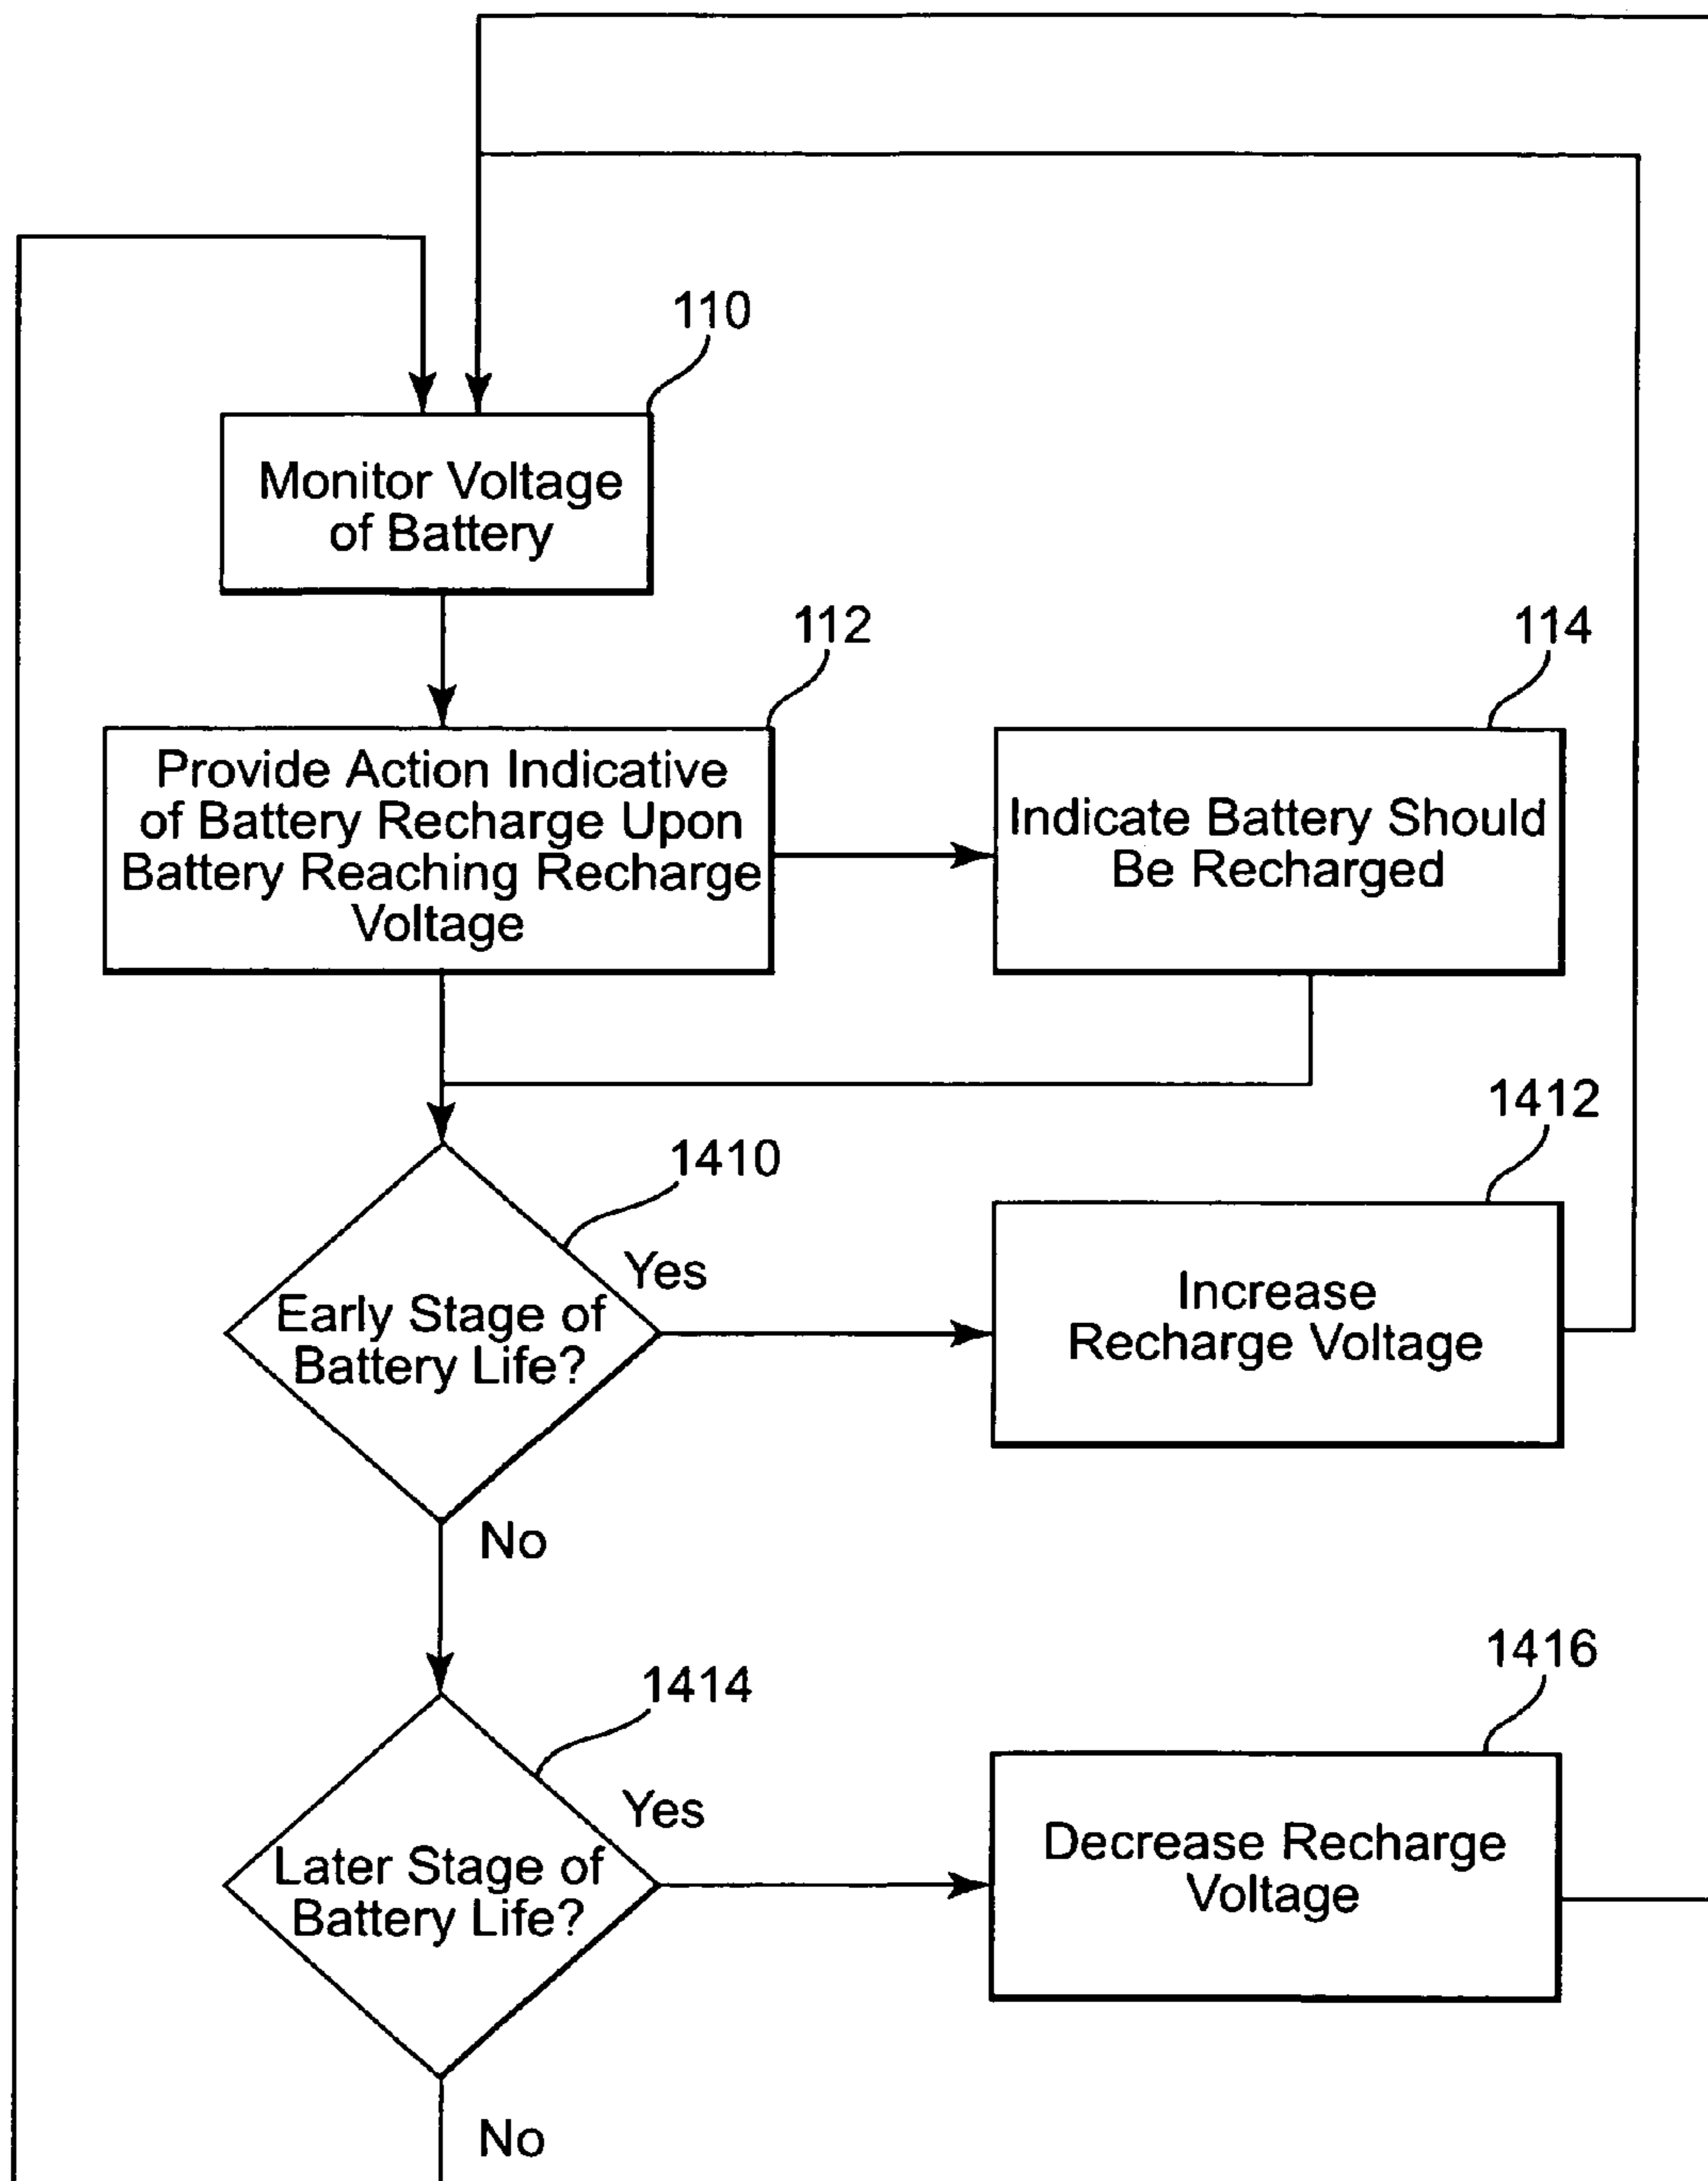 110
Monitor Voltage
of Battery
112
Provide Action Indicative
of Battery Recharge Upon
Battery Reaching Recharge
Voltage
114
Indicate Battery Should
Be Recharged
1410
Early Stage of
Battery Life?
Yes
1412
Increase
Recharge Voltage
No
1414
Later Stage of
Battery Life?
Yes
1416
Decrease Recharge
Voltage
No